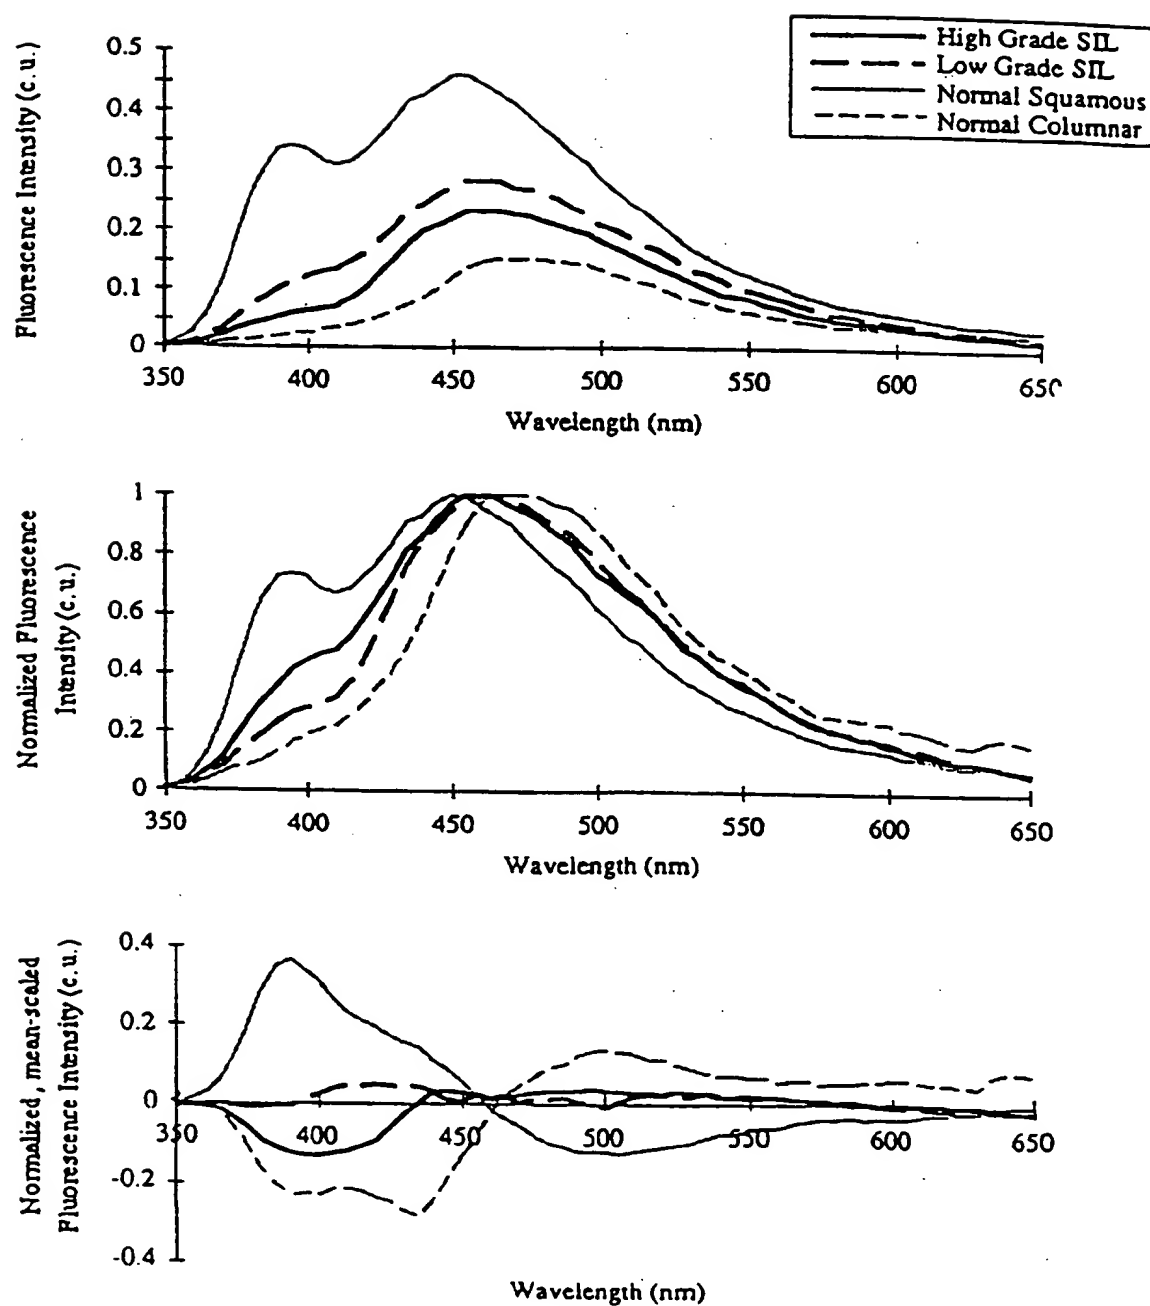 High Grade SIL
Low Grade SIL
Normal Squamous
Normal Columnar
Fluorescence Intensity (c.u.)
0.5
0.4
0.3
0.2
0.1
0
350 400 450 500 550 600 650
Wavelength (nm)
Normalized Fluorescence
Intensity (c.u.)
1
0.8
0.6
0.4
0.2
0
350 400 450 500 550 600 650
Wavelength (nm)
Normalized, mean-scaled
Fluorescence Intensity (c.u.)
0.4
0.2
0
350 400 450 500 550 600 650
-0.2
-0.4
Wavelength (nm)